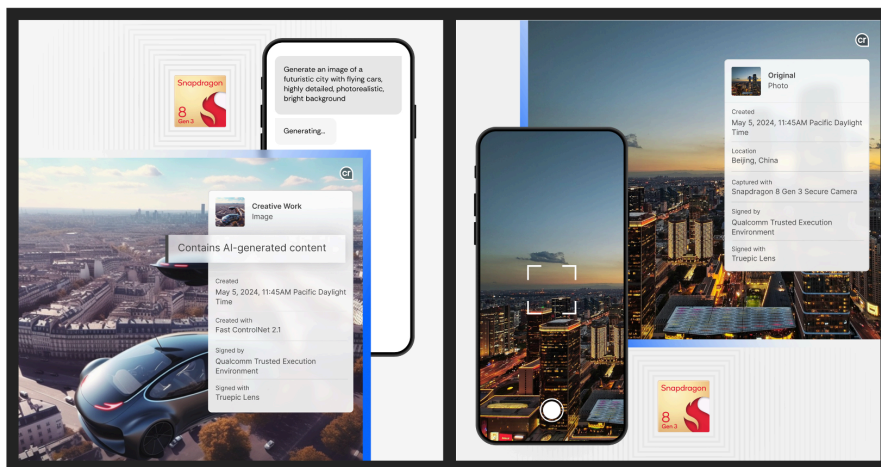 Snapdragon
8
Gen 3
Generate an image of a
futuristic city with flying cars,
highly detailed, photorealistic,
bright background
Generating...
cr
Creative Work
Image
Contains AI-generated content
Created
May 5, 2024, 11:45AM Pacific Daylight
Time
Created with
Fast ControlNet 2.1
Signed by
Qualcomm Trusted Execution
Environment
Signed with
Truepic Lens
cr
Original
Photo
Created
May 5, 2024, 11:45AM Pacific Daylight
Time
Location
Beijing, China
Captured with
Snapdragon 8 Gen 3 Secure Camera
Signed by
Qualcomm Trusted Execution
Environment
Signed with
Truepic Lens
Snapdragon
8
Gen 3